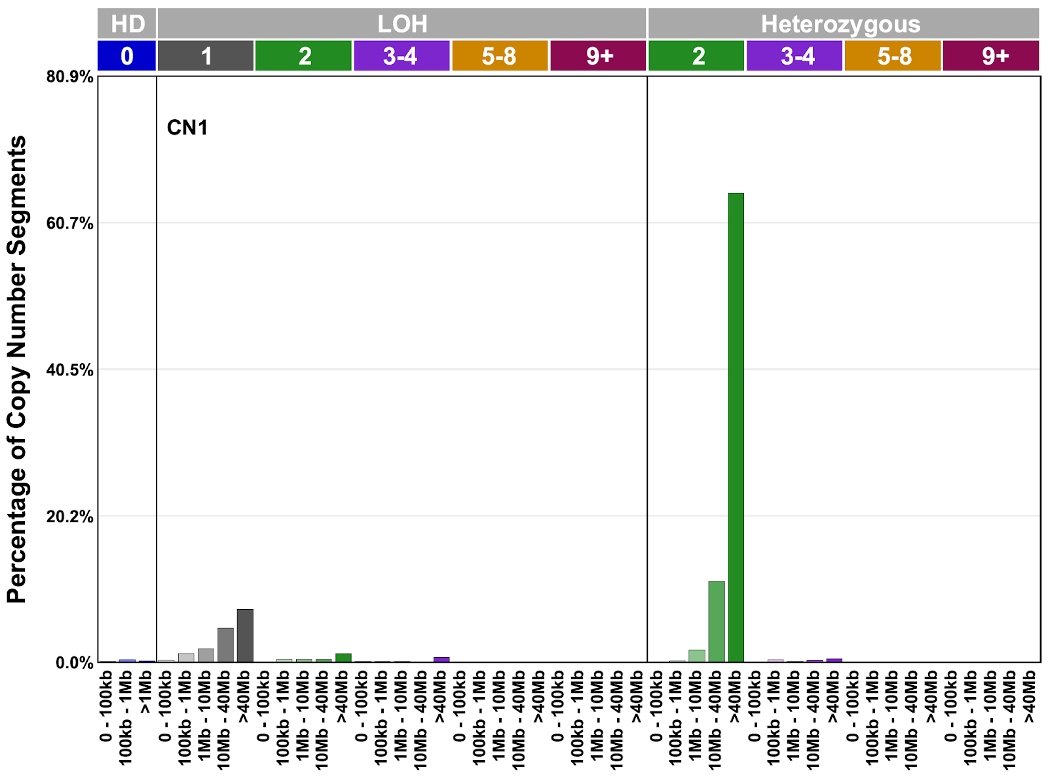 HD LOH Heterozygous
0 1 2 3-4 5-8 9+ 2 3-4 5-8 9+
80.9%
CN1
60.7%
40.5%
20.2%
0.0%
Percentage of Copy Number Segments
0 - 100kb
100kb - 1Mb
>1Mb
0 - 100kb
100kb - 1Mb
1Mb - 10Mb
10Mb - 40Mb
>40Mb
0 - 100kb
100kb - 1Mb
1Mb - 10Mb
10Mb - 40Mb
>40Mb
0 - 100kb
100kb - 1Mb
1Mb - 10Mb
10Mb - 40Mb
>40Mb
0 - 100kb
100kb - 1Mb
1Mb - 10Mb
10Mb - 40Mb
>40Mb
0 - 100kb
100kb - 1Mb
1Mb - 10Mb
10Mb - 40Mb
>40Mb
0 - 100kb
100kb - 1Mb
1Mb - 10Mb
10Mb - 40Mb
>40Mb
0 - 100kb
100kb - 1Mb
1Mb - 10Mb
10Mb - 40Mb
>40Mb
0 - 100kb
100kb - 1Mb
1Mb - 10Mb
10Mb - 40Mb
>40Mb
0 - 100kb
100kb - 1Mb
1Mb - 10Mb
10Mb - 40Mb
>40Mb